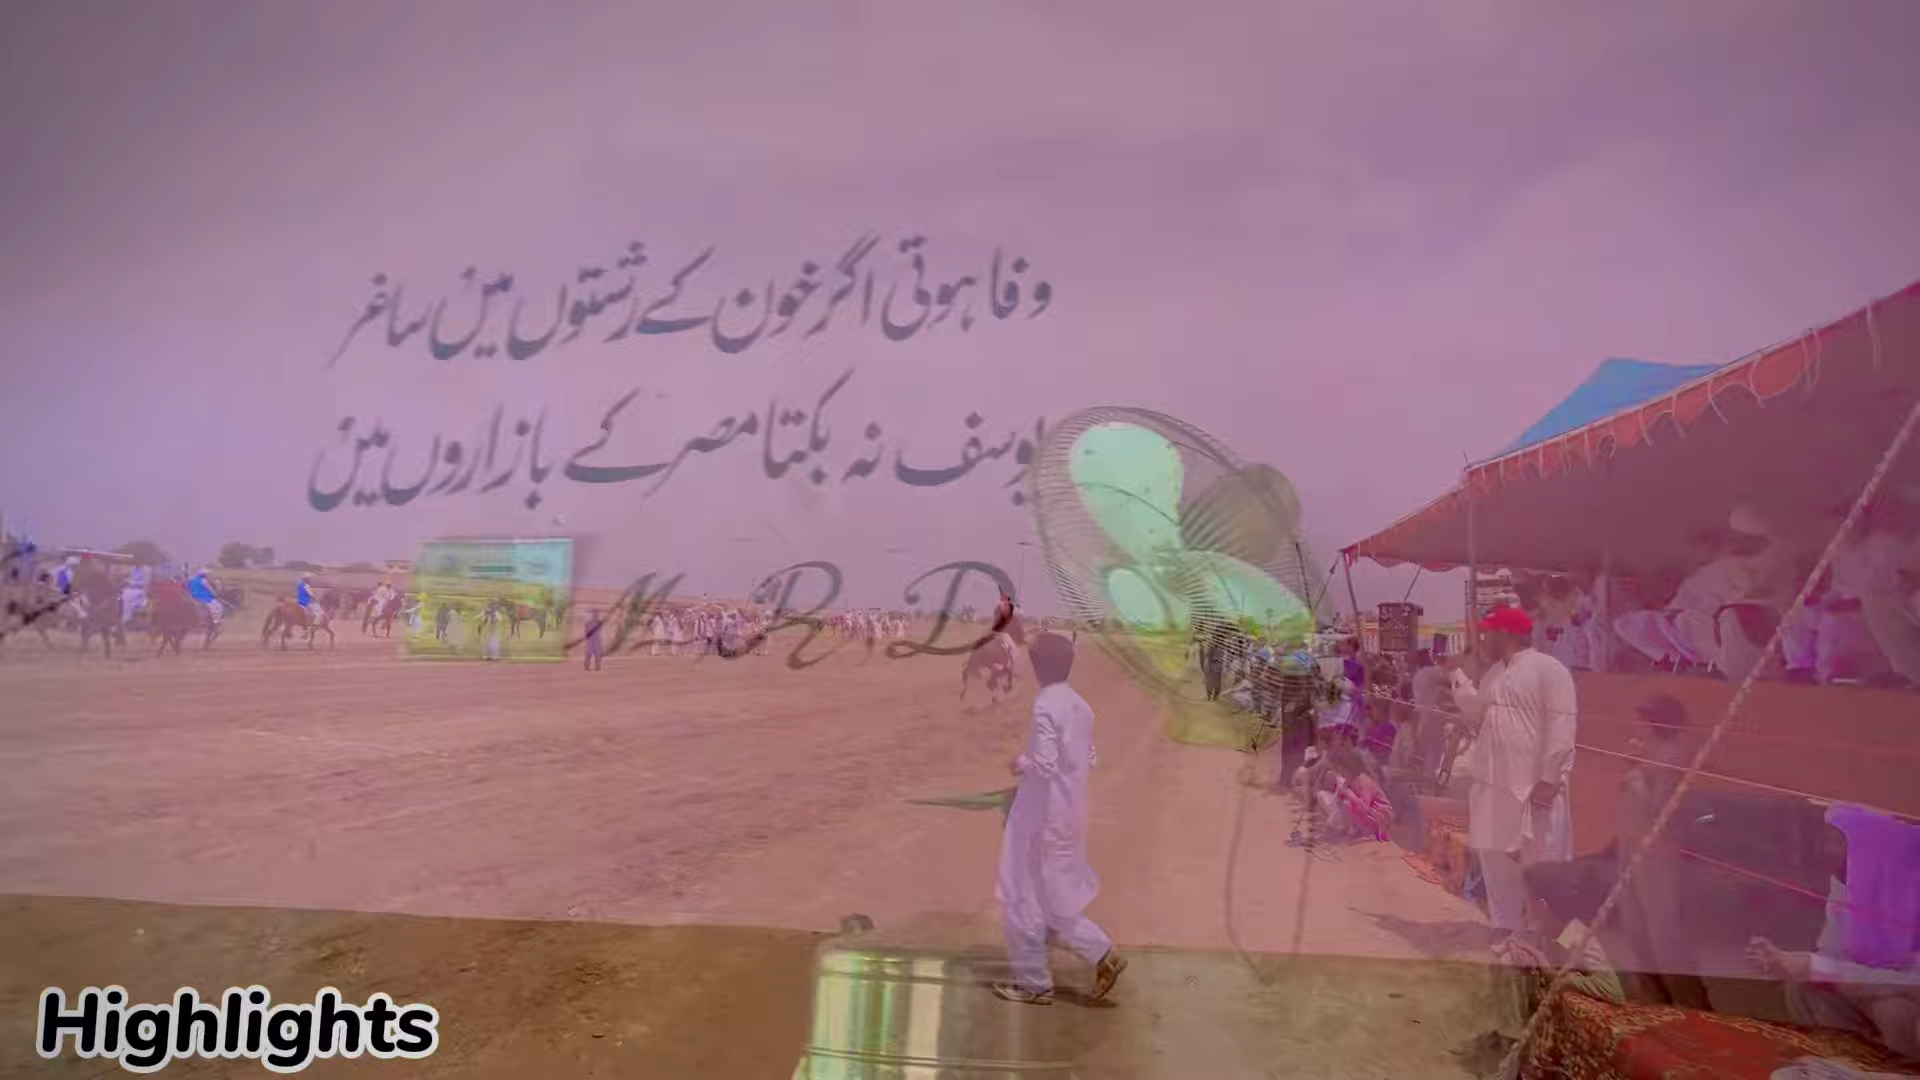 وفا ہوتی اگر خون کے رشتوں میں ساغر
یوسف نہ بکتا مصر کے بازاروں میں
M R D
Highlights